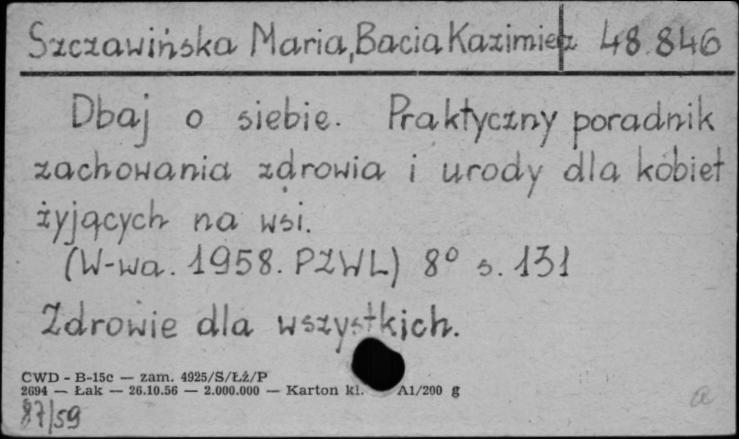 Szczawińska Maria, Bacia Kazimierz 48.846
Dbaj o siebie. Praktyczny poradnik
zachowania zdrowia i urody dla kobiet
żyjących na wsi.
(W-wa. 1958. PZWL) 8° s. 131
Zdrowie dla wszystkich.
CWD - B-15c — zam. 4925/S/ŁŻ/P
2694 — Łak — 26.10.56 — 2.000.000 — Karton kl. A1/200 g
87/59
a